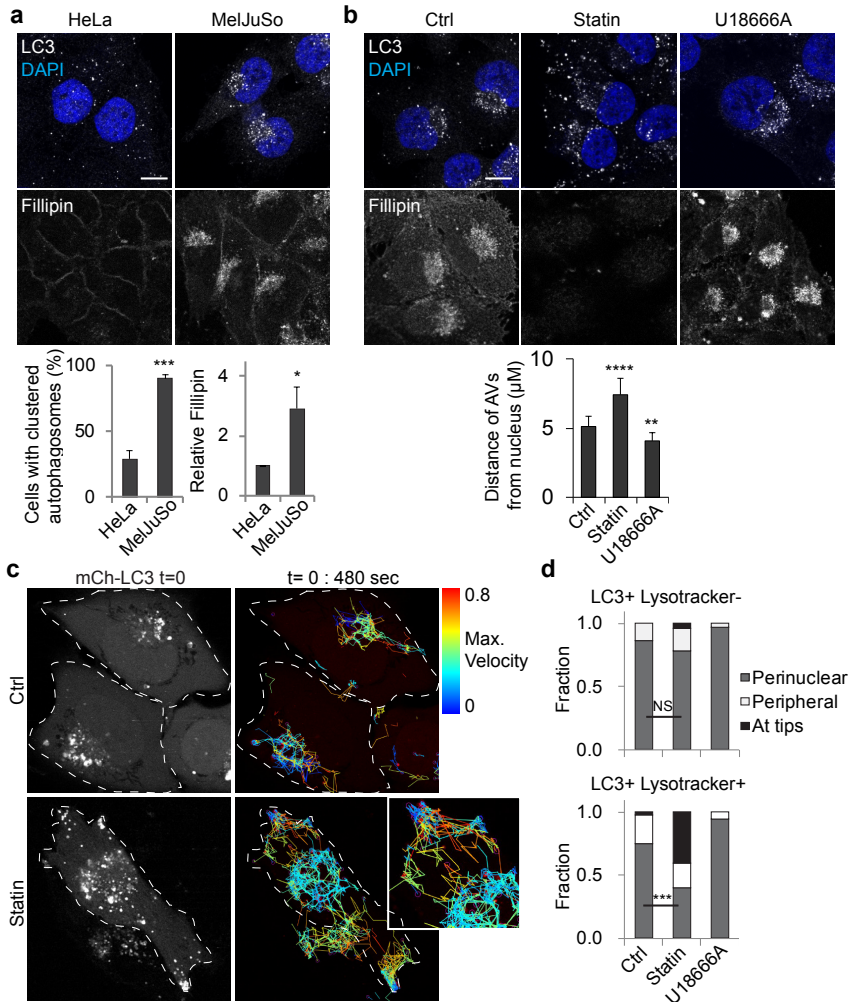 a
HeLa
MelJuSo
LC3
DAPI
Fillipin
Cells with clustered
autophagosomes (%)
100
50
0
***
HeLa
MelJuSo
Relative Fillipin
4
2
0
*
HeLa
MelJuSo
b
Ctrl
Statin
U18666A
LC3
DAPI
Fillipin
Distance of AVs
from nucleus (µM)
10
5
0
****
**
Ctrl
Statin
U18666A
c
mCh-LC3 t=0
t= 0 : 480 sec
Ctrl
Statin
0.8
Max.
Velocity
0
d
LC3+ Lysotracker-
Fraction
1.0
0.5
0.0
NS
Perinuclear
Peripheral
At tips
LC3+ Lysotracker+
Fraction
1.0
0.5
0.0
***
Ctrl
Statin
U18666A